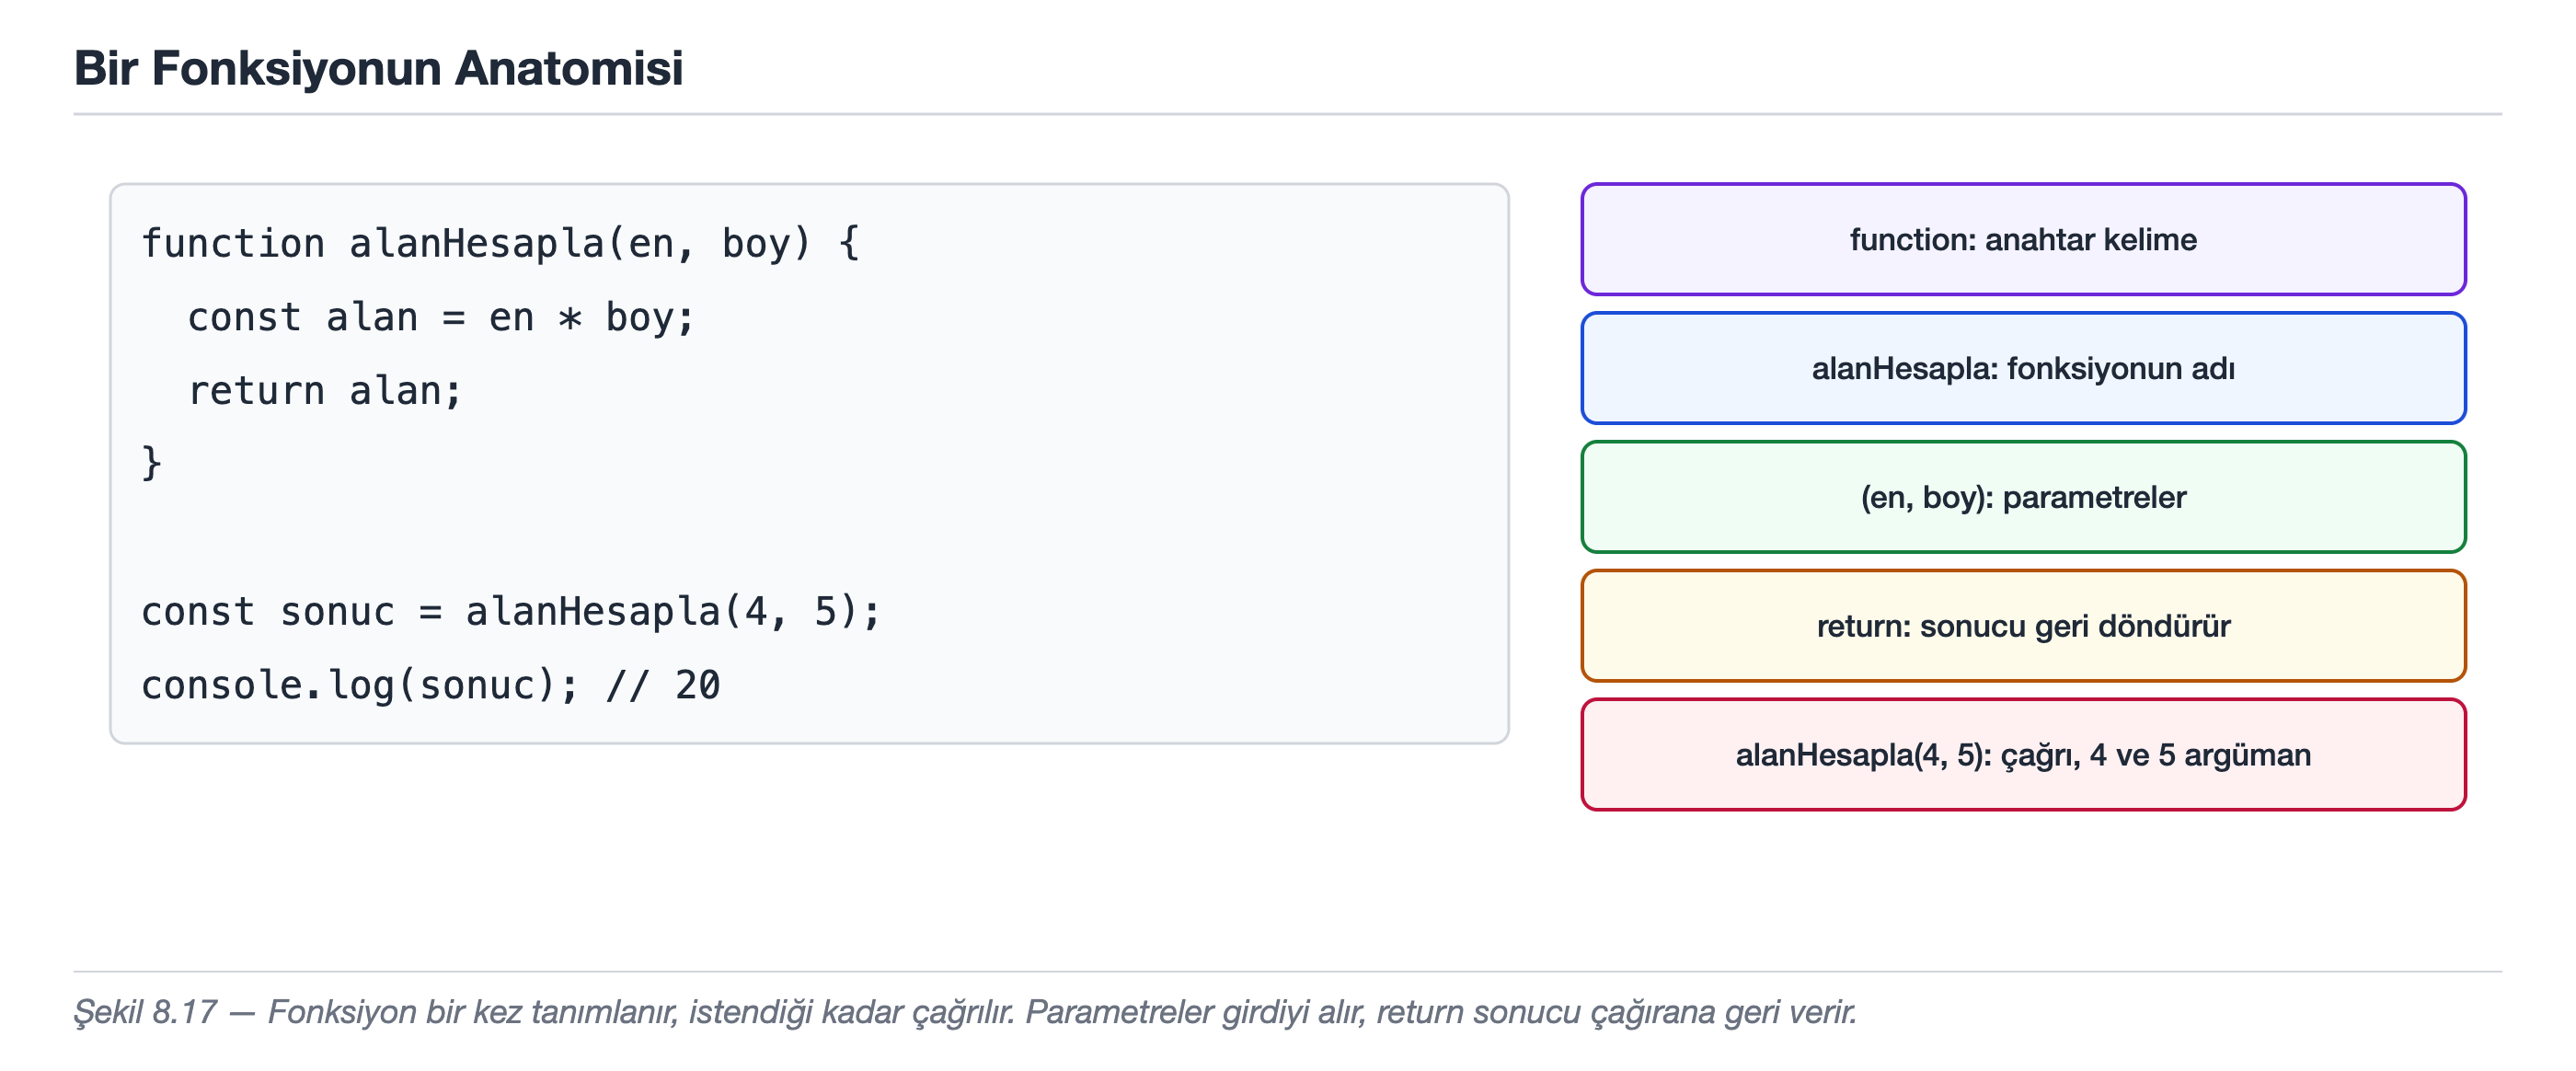 Bir Fonksiyonun Anatomisi
function alanHesapla(en, boy) {
  const alan = en * boy;
  return alan;
}
const sonuc = alanHesapla(4, 5);
console.log(sonuc); // 20
function: anahtar kelime
alanHesapla: fonksiyonun adı
(en, boy): parametreler
return: sonucu geri döndürür
alanHesapla(4, 5): çağrı, 4 ve 5 argüman
Şekil 8.17 — Fonksiyon bir kez tanımlanır, istendiği kadar çağrılır. Parametreler girdiyi alır, return sonucu çağırana geri verir.